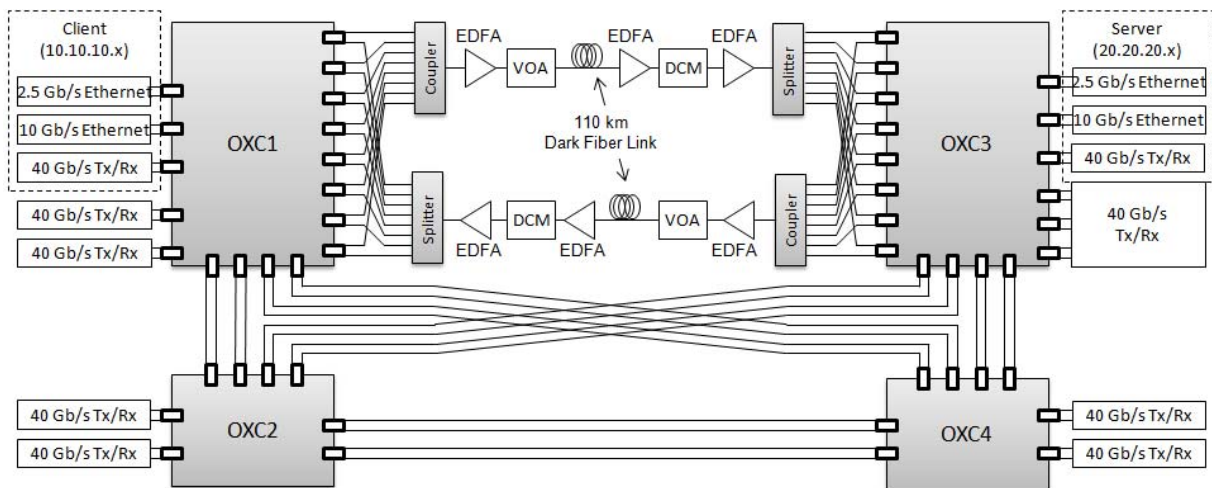 Client
(10.10.10.x)
2.5 Gb/s Ethernet
10 Gb/s Ethernet
40 Gb/s Tx/Rx
40 Gb/s Tx/Rx
40 Gb/s Tx/Rx
OXC1
Coupler
EDFA
VOA
EDFA
DCM
EDFA
Splitter
110 km
Dark Fiber Link
Splitter
EDFA
DCM
EDFA
VOA
EDFA
Coupler
OXC3
Server
(20.20.20.x)
2.5 Gb/s Ethernet
10 Gb/s Ethernet
40 Gb/s Tx/Rx
40 Gb/s
Tx/Rx
40 Gb/s Tx/Rx
40 Gb/s Tx/Rx
OXC2
OXC4
40 Gb/s Tx/Rx
40 Gb/s Tx/Rx